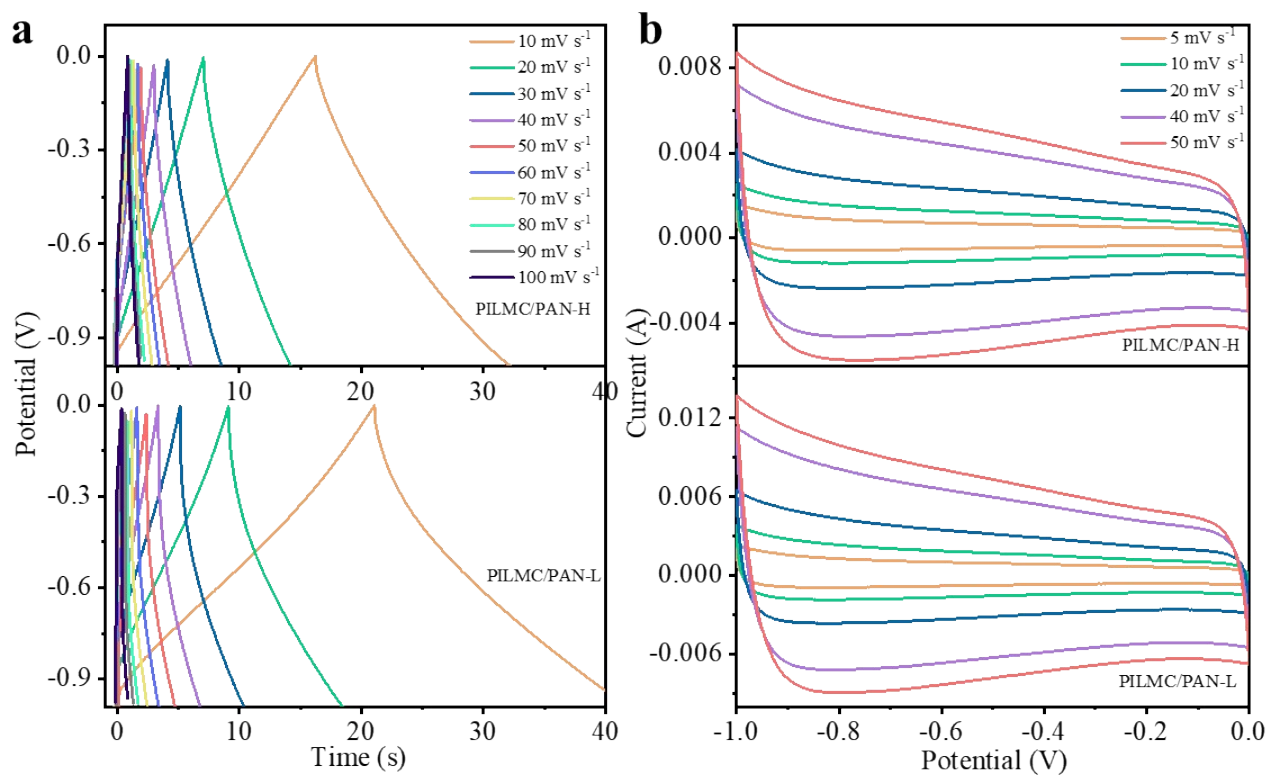 a
0.0
-0.3
-0.6
-0.9
10 mV s⁻¹
20 mV s⁻¹
30 mV s⁻¹
40 mV s⁻¹
50 mV s⁻¹
60 mV s⁻¹
70 mV s⁻¹
80 mV s⁻¹
90 mV s⁻¹
100 mV s⁻¹
PILMC/PAN-H
0 10 20 30 40
0.0
-0.3
-0.6
-0.9
PILMC/PAN-L
0 10 20 30 40
Time (s)
Potential (V)
b
0.008
0.004
0.000
-0.004
5 mV s⁻¹
10 mV s⁻¹
20 mV s⁻¹
40 mV s⁻¹
50 mV s⁻¹
PILMC/PAN-H
0.012
0.006
0.000
-0.006
PILMC/PAN-L
-1.0 -0.8 -0.6 -0.4 -0.2 0.0
Potential (V)
Current (A)